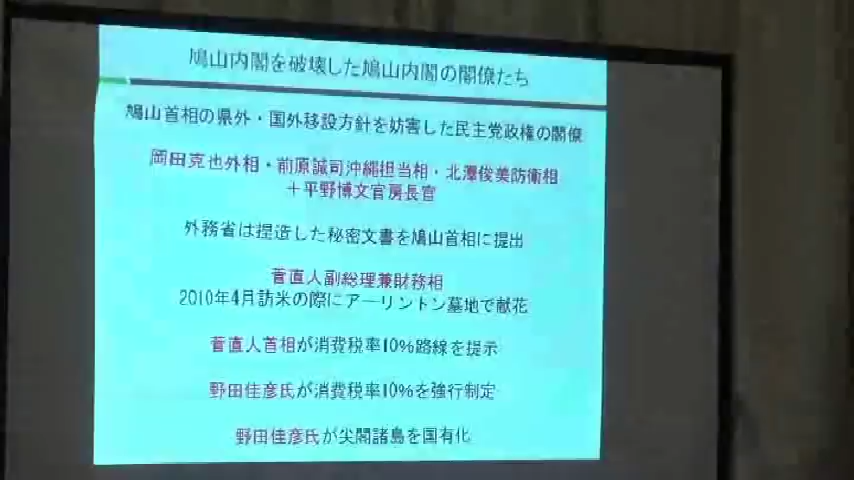 鳩山内閣を破壊した鳩山内閣の閣僚たち
鳩山首相の県外・国外移設方針を妨害した民主党政権の閣僚
岡田克也外相・前原誠司沖縄担当相・北澤俊美防衛相
＋平野博文官房長官
外務省は捏造した秘密文書を鳩山首相に提出
菅直人副総理兼財務相
2010年4月訪米の際にアーリントン墓地で献花
菅直人首相が消費税率10%路線を提示
野田佳彦氏が消費税率10%を強行制定
野田佳彦氏が尖閣諸島を国有化